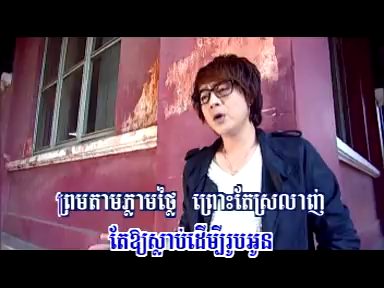 ព្រមតាមភ្លាមថ្លៃ ព្រោះតែស្រលាញ់
តែឱ្យស្លាប់ដើម្បីរូបអូន